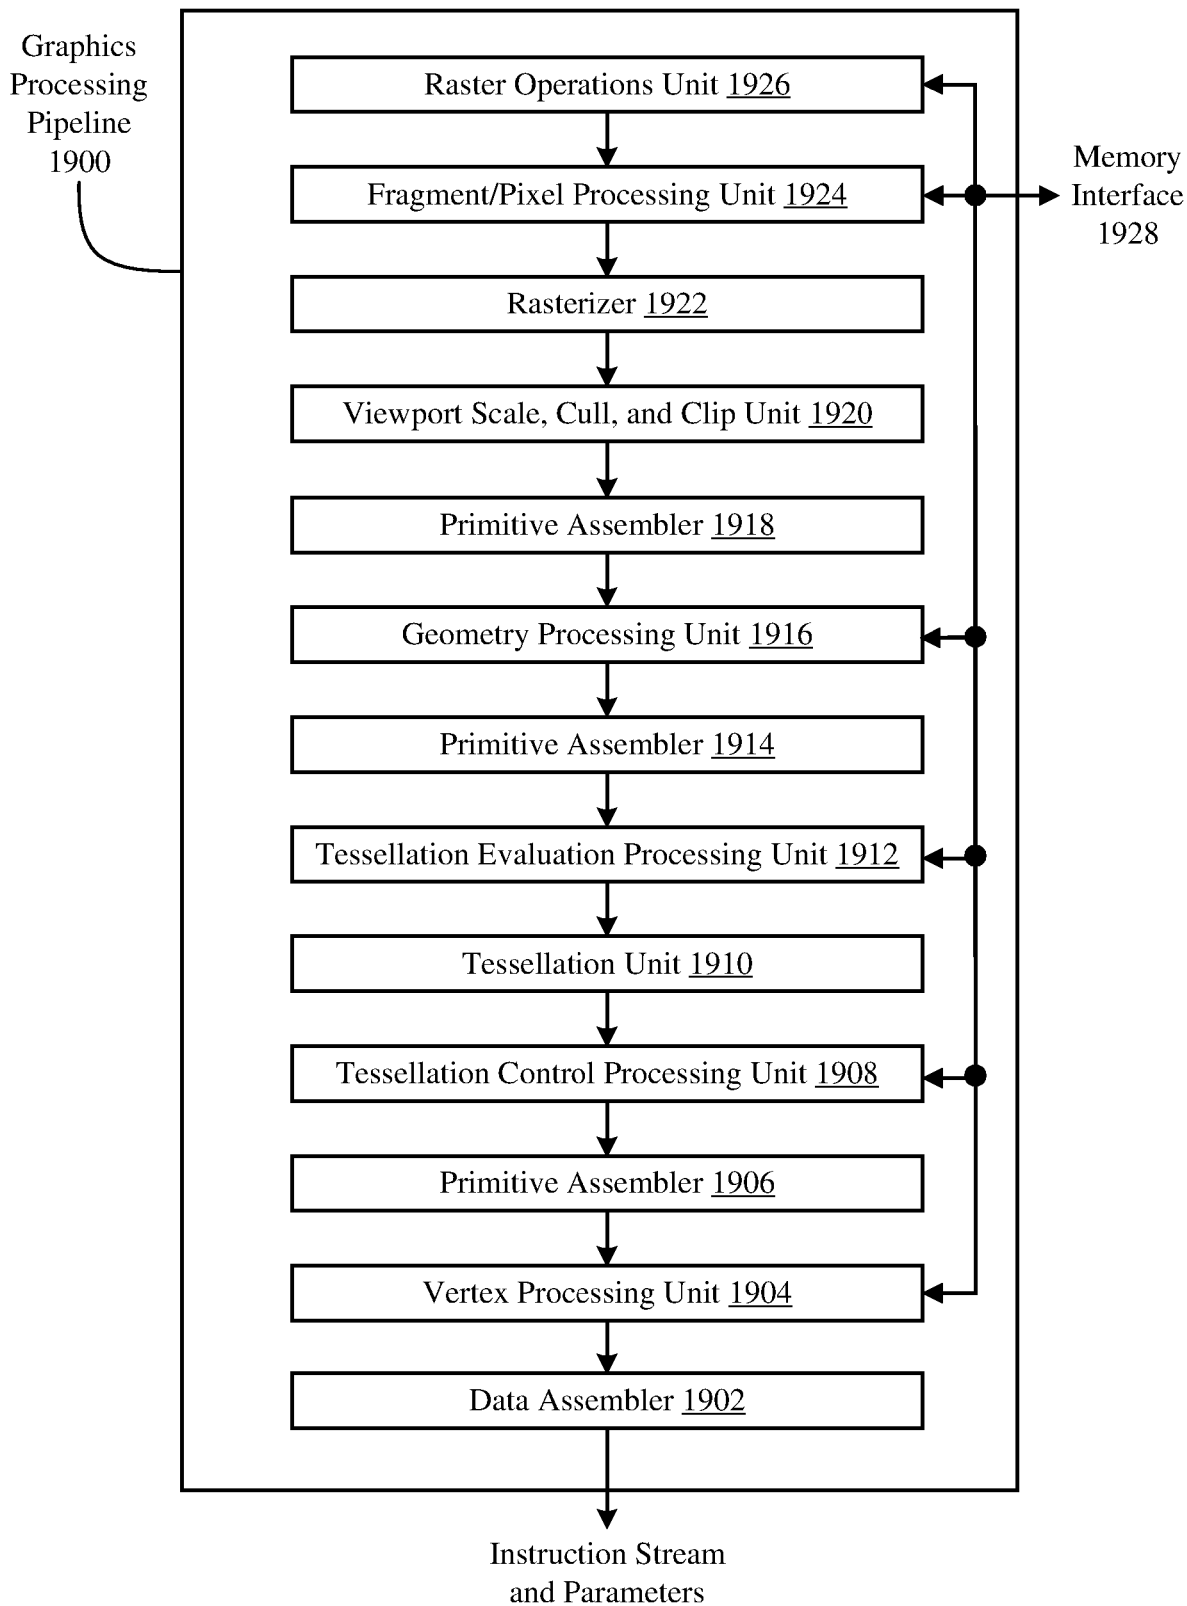 Graphics
Processing
Pipeline
1900
Raster Operations Unit 1926
Fragment/Pixel Processing Unit 1924
Memory
Interface
1928
Rasterizer 1922
Viewport Scale, Cull, and Clip Unit 1920
Primitive Assembler 1918
Geometry Processing Unit 1916
Primitive Assembler 1914
Tessellation Evaluation Processing Unit 1912
Tessellation Unit 1910
Tessellation Control Processing Unit 1908
Primitive Assembler 1906
Vertex Processing Unit 1904
Data Assembler 1902
Instruction Stream
and Parameters